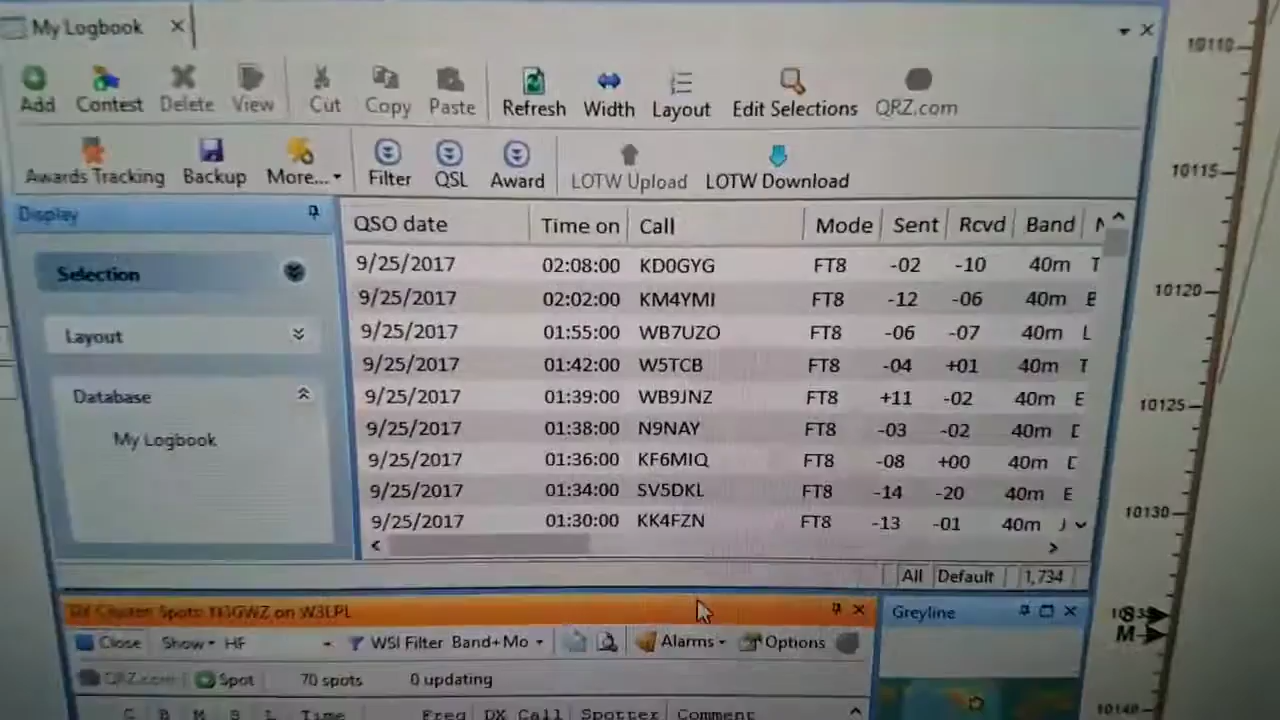 My Logbook
Add Contest Delete View Cut Copy Paste Refresh Width Layout Edit Selections QRZ.com
Awards Tracking Backup More... Filter QSL Award LOTW Upload LOTW Download
Display
Selection
Layout
Database
My Logbook
QSO date Time on Call Mode Sent Rcvd Band
9/25/2017 02:08:00 KD0GYG FT8 -02 -10 40m T
9/25/2017 02:02:00 KM4YMI FT8 -12 -06 40m E
9/25/2017 01:55:00 WB7UZO FT8 -06 -07 40m L
9/25/2017 01:42:00 W5TCB FT8 -04 +01 40m T
9/25/2017 01:39:00 WB9JNZ FT8 +11 -02 40m E
9/25/2017 01:38:00 N9NAY FT8 -03 -02 40m
9/25/2017 01:36:00 KF6MIQ FT8 -08 +00 40m
9/25/2017 01:34:00 SV5DKL FT8 -14 -20 40m E
9/25/2017 01:30:00 KK4FZN FT8 -13 -01 40m J
All Default 1,734
DX Cluster Spots: on W3LPL
Close Show HF WSI Filter Band+Mo Alarms Options
QRZ.com Spot 70 spots 0 updating
C B M S L Time Freq DX Call Spotter Comment
Greyline
10110
10115
10120
10125
10130
S
M
10140